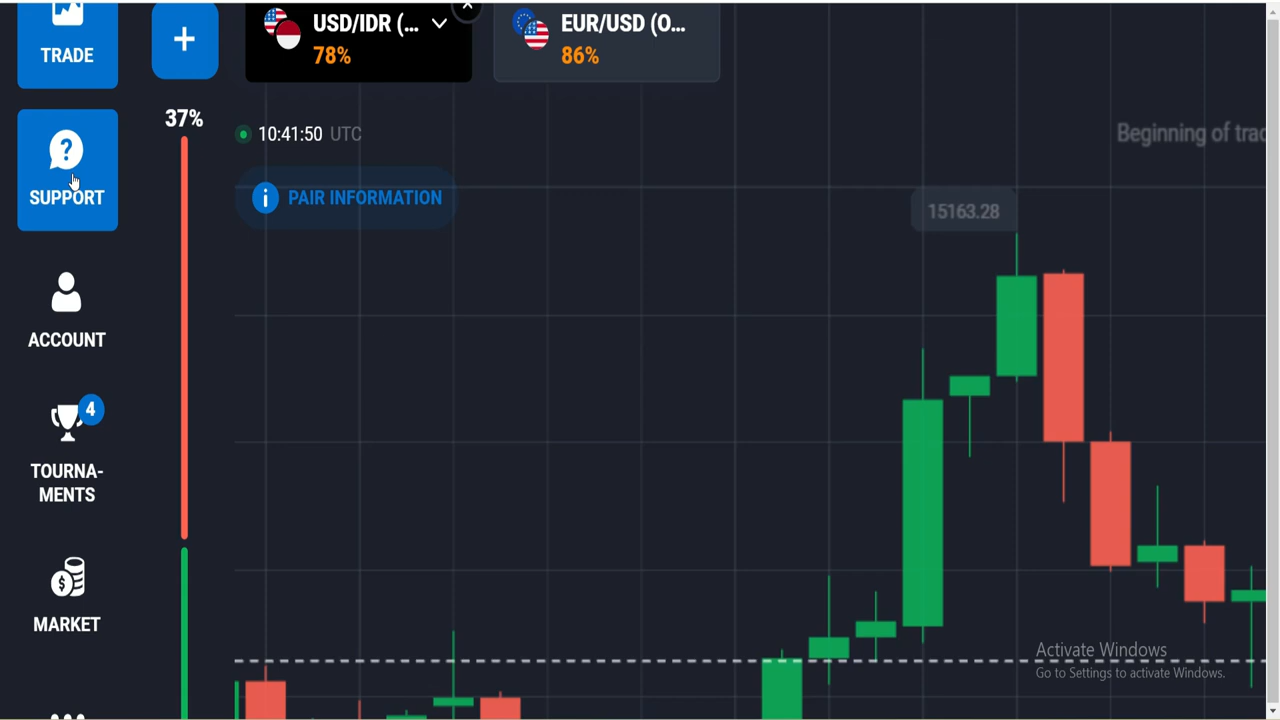 TRADE
+
USD/IDR (...
78%
EUR/USD (O...
86%
37%
10:41:50 UTC
Beginning of trad
SUPPORT
PAIR INFORMATION
15163.28
ACCOUNT
4
TOURNA-
MENTS
MARKET
Activate Windows
Go to Settings to activate Windows.